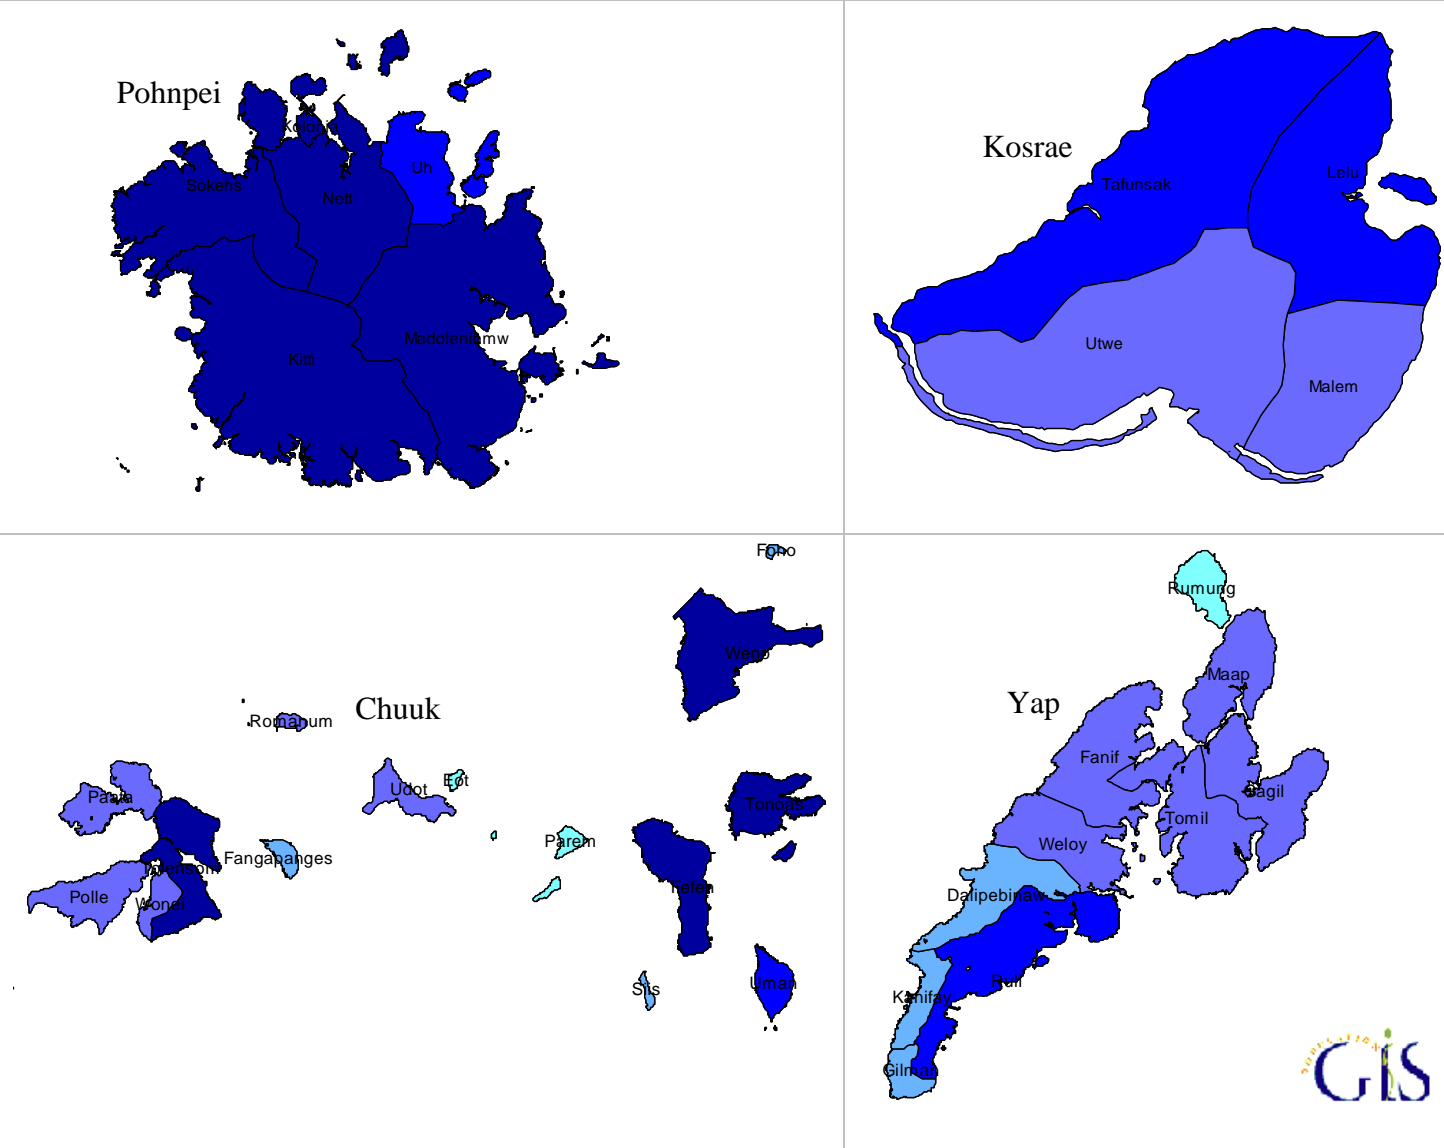 Pohnpei
Kolonia
Uh
Sokehs
Nett
Madolenihmw
Kitti
Kosrae
Tafunsak
Lelu
Utwe
Malem
Fono
Weno
Chuuk
Romanum
Udot
Eot
Paata
Tonoas
Parem
Fangapanges
Polle
Wonei
Siis
Uman
Rumung
Maap
Yap
Fanif
Gagil
Tomil
Weloy
Dalipebinaw
Rull
Kanifay
Gilman
POPULATION
GIS